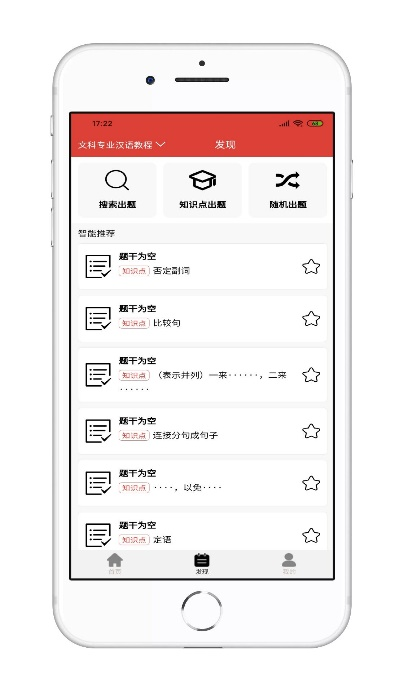 17:22
文科专业汉语教程
发现
搜索出题
知识点出题
随机出题
智能推荐
题干为空
知识点 否定副词
题干为空
知识点 比较句
题干为空
知识点 （表示并列）一来······，二来
······
题干为空
知识点 连接分句成句子
题干为空
知识点 ····，以免····
题干为空
知识点 定语
首页
发现